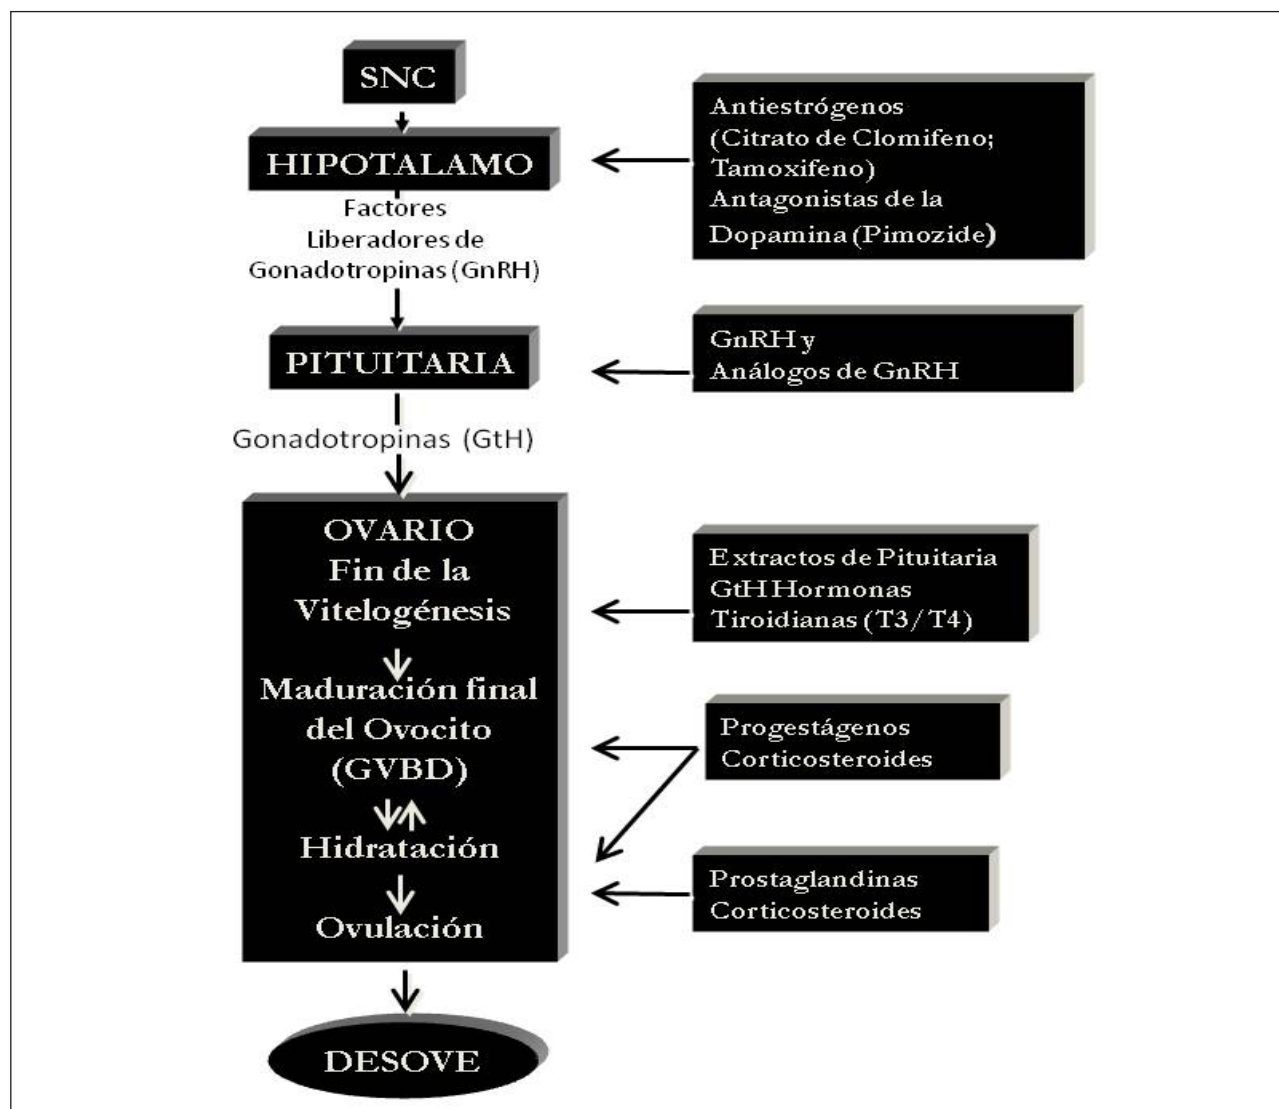 SNC
HIPOTALAMO
Factores
Liberadores de
Gonadotropinas (GnRH)
PITUITARIA
Gonadotropinas (GtH)
OVARIO
Fin de la
Vitelogénesis
Maduración final
del Ovocito
(GVBD)
Hidratación
Ovulación
DESOVE
Antiestrógenos
(Citrato de Clomifeno;
Tamoxifeno)
Antagonistas de la
Dopamina (Pimozide)
GnRH y
Análogos de GnRH
Extractos de Pituitaria
GtH Hormonas
Tiroidianas (T3/T4)
Progestágenos
Corticosteroides
Prostaglandinas
Corticosteroides